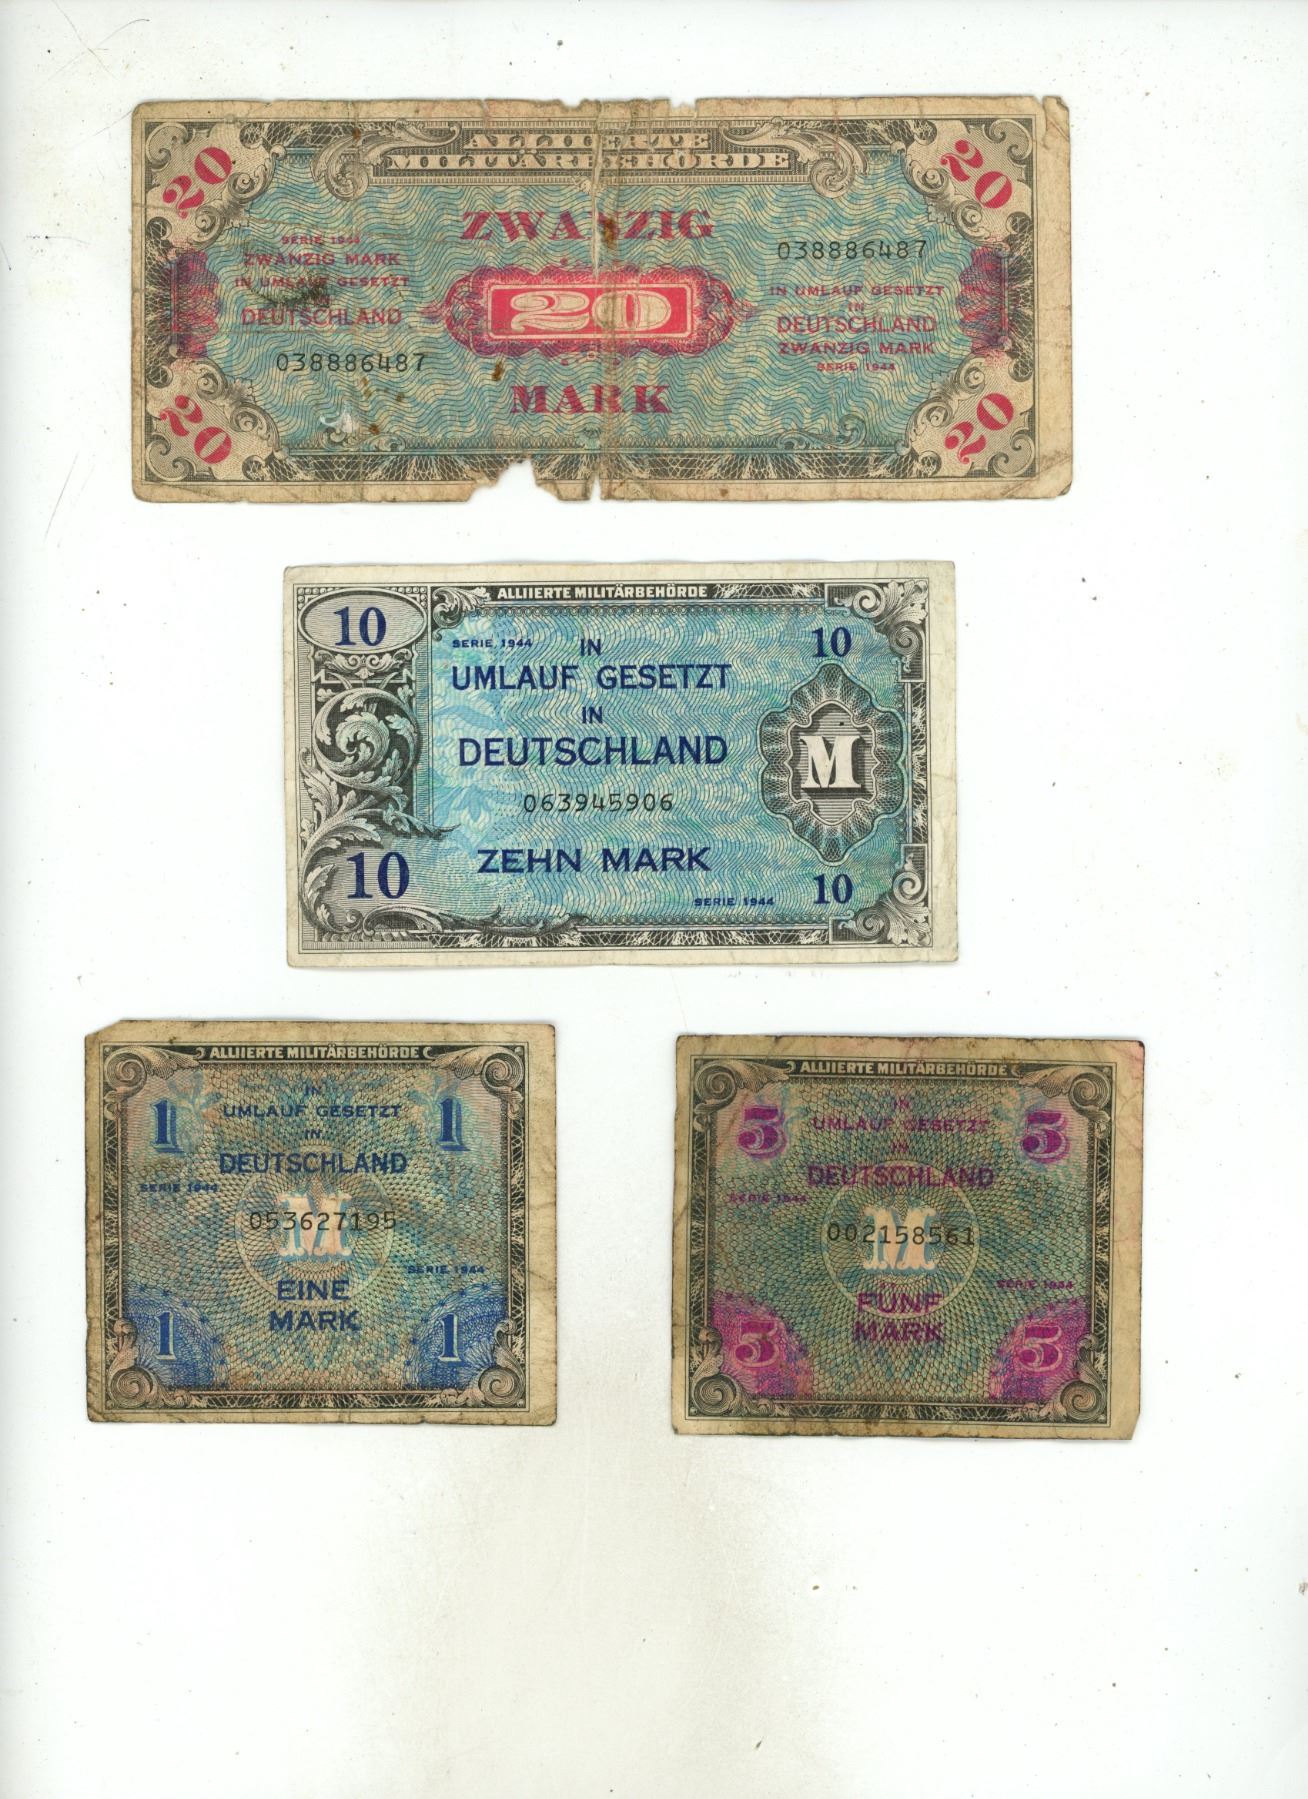 ALLIIERTE
MILITÄRBEHÖRDE
20
20
ZWANZIG
SERIE 1944
ZWANZIG MARK
IN UMLAUF GESETZT
IN
DEUTSCHLAND
038886487
20
038886487
IN UMLAUF GESETZT
IN
DEUTSCHLAND
ZWANZIG MARK
SERIE 1944
MARK
20
20
ALLIIERTE MILITÄRBEHÖRDE
10
10
SERIE 1944
IN
UMLAUF GESETZT
IN
DEUTSCHLAND
M
063945906
ZEHN MARK
10
10
SERIE 1944
ALLIIERTE MILITÄRBEHÖRDE
IN
1
UMLAUF GESETZT
1
IN
DEUTSCHLAND
SERIE 1944
M
053627195
SERIE 1944
EINE
MARK
1
1
ALLIIERTE MILITÄRBEHÖRDE
IN
5
UMLAUF GESETZT
5
IN
DEUTSCHLAND
SERIE 1944
M
002158561
SERIE 1944
FÜNF
MARK
5
5